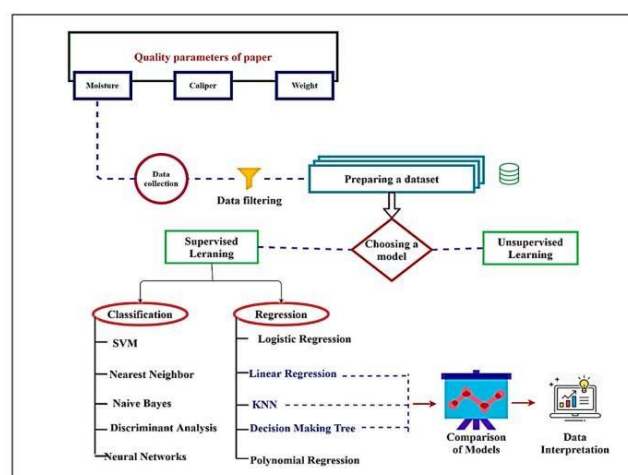 Quality parameters of paper
Moisture
Caliper
Weight
Data
collection
Data filtering
Preparing a dataset
Choosing a
model
Supervised
Leraning
Unsupervised
Learning
Classification
SVM
Nearest Neighbor
Naive Bayes
Discriminant Analysis
Neural Networks
Regression
Logistic Regression
Linear Regression
KNN
Decision Making Tree
Polynomial Regression
Comparison
of Models
Data
Interpretation